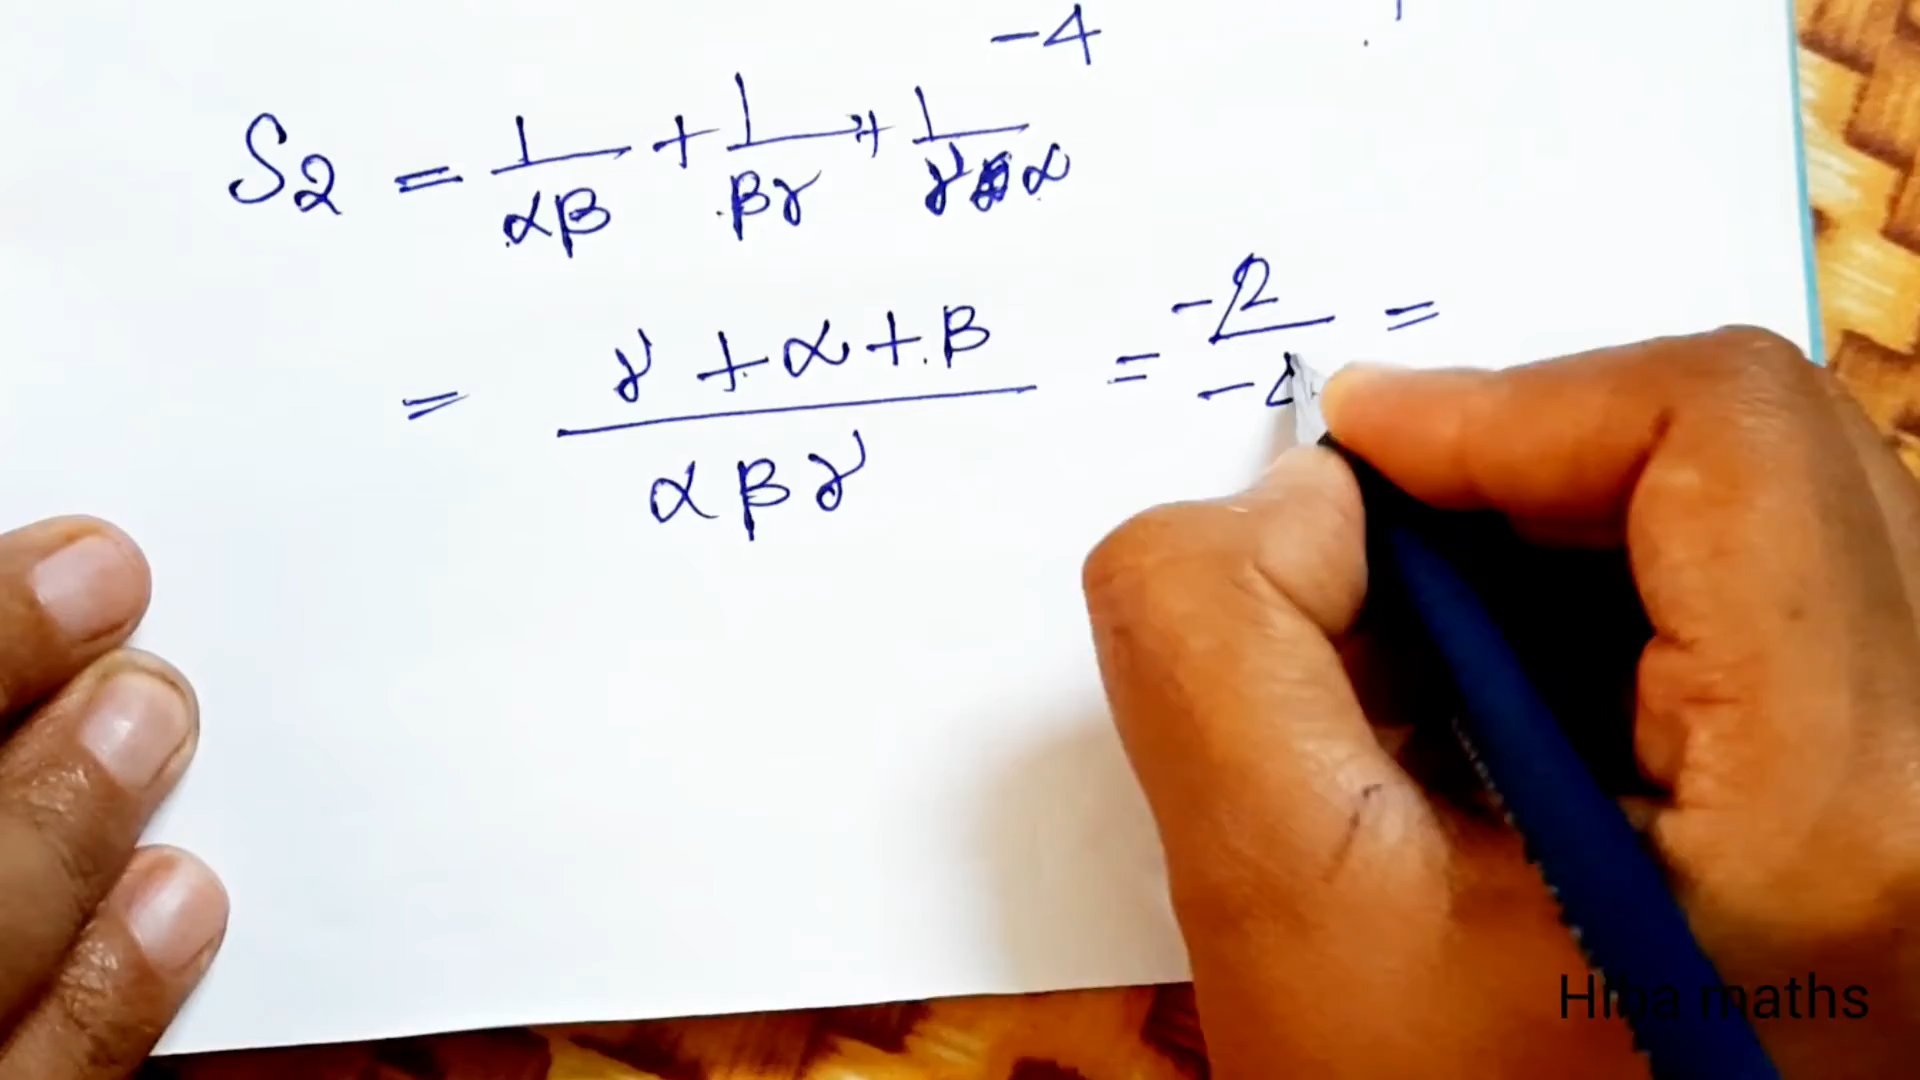 -4
S2 = 1/αβ + 1/βγ + 1/γα
= γ + α + β / αβγ = -2 / -4 =
Hiba maths